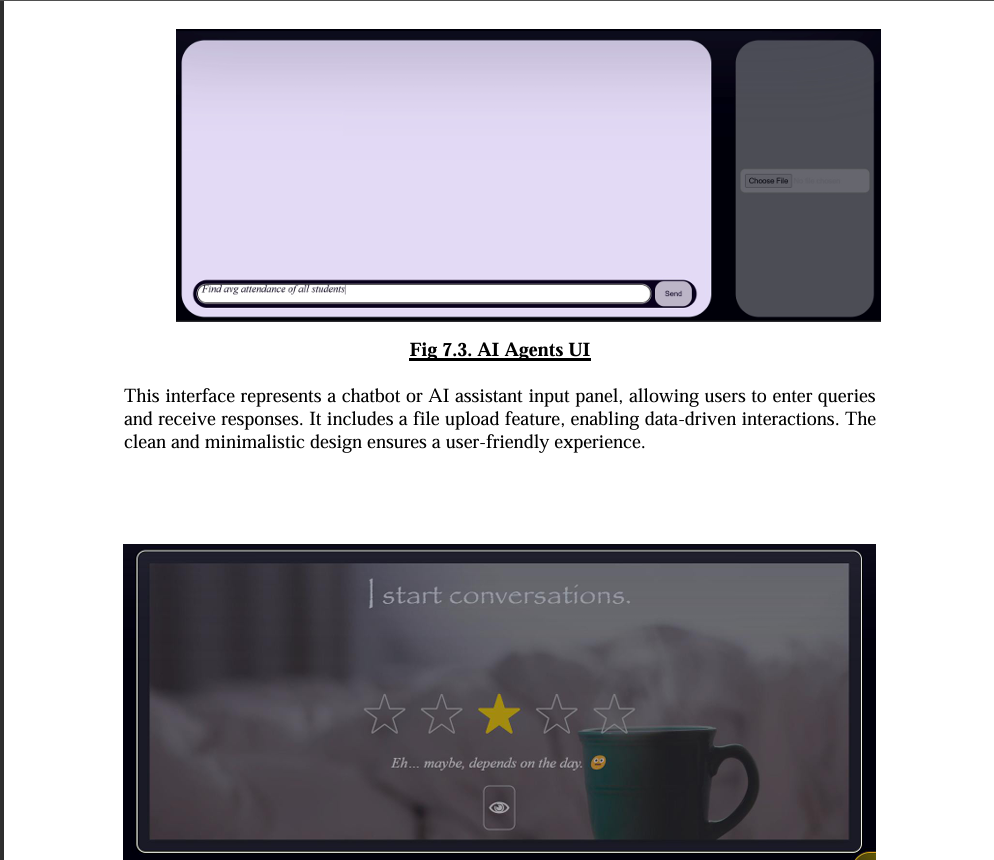 Choose File
Find avg attendance of all students
Send
Fig 7.3. AI Agents UI
This interface represents a chatbot or AI assistant input panel, allowing users to enter queries
and receive responses. It includes a file upload feature, enabling data-driven interactions. The
clean and minimalistic design ensures a user-friendly experience.
I start conversations.
Eh... maybe, depends on the day. 😐